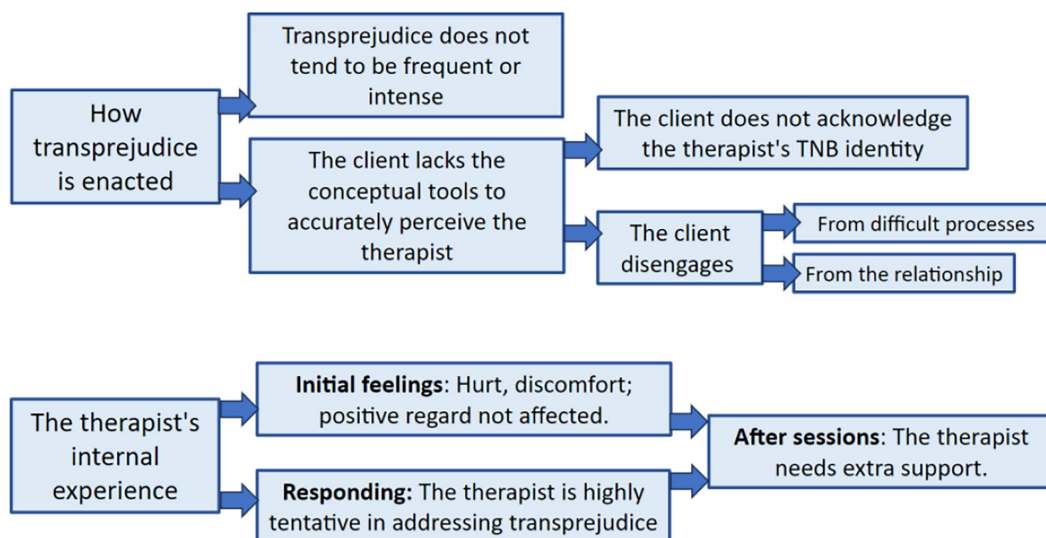 How
transprejudice
is enacted
Transprejudice does not
tend to be frequent or
intense
The client lacks the
conceptual tools to
accurately perceive the
therapist
The client does not acknowledge
the therapist's TNB identity
The client
disengages
From difficult processes
From the relationship
The therapist's
internal
experience
Initial feelings: Hurt, discomfort;
positive regard not affected.
Responding: The therapist is highly
tentative in addressing transprejudice
After sessions: The therapist
needs extra support.